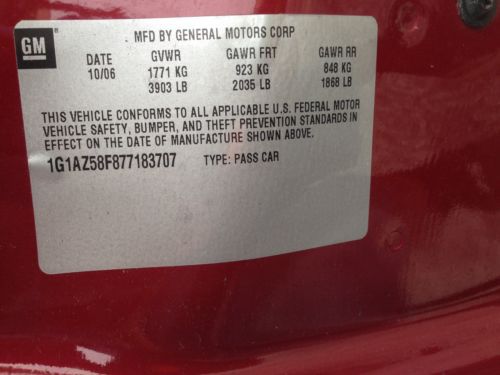 GM
MFD BY GENERAL MOTORS CORP
DATE GVWR GAWR FRT GAWR RR
10/06 1771 KG 923 KG 848 KG
3903 LB 2035 LB 1868 LB
THIS VEHICLE CONFORMS TO ALL APPLICABLE U.S. FEDERAL MOTOR
VEHICLE SAFETY, BUMPER, AND THEFT PREVENTION STANDARDS IN
EFFECT ON THE DATE OF MANUFACTURE SHOWN ABOVE.
1G1AZ58F877183707 TYPE: PASS CAR